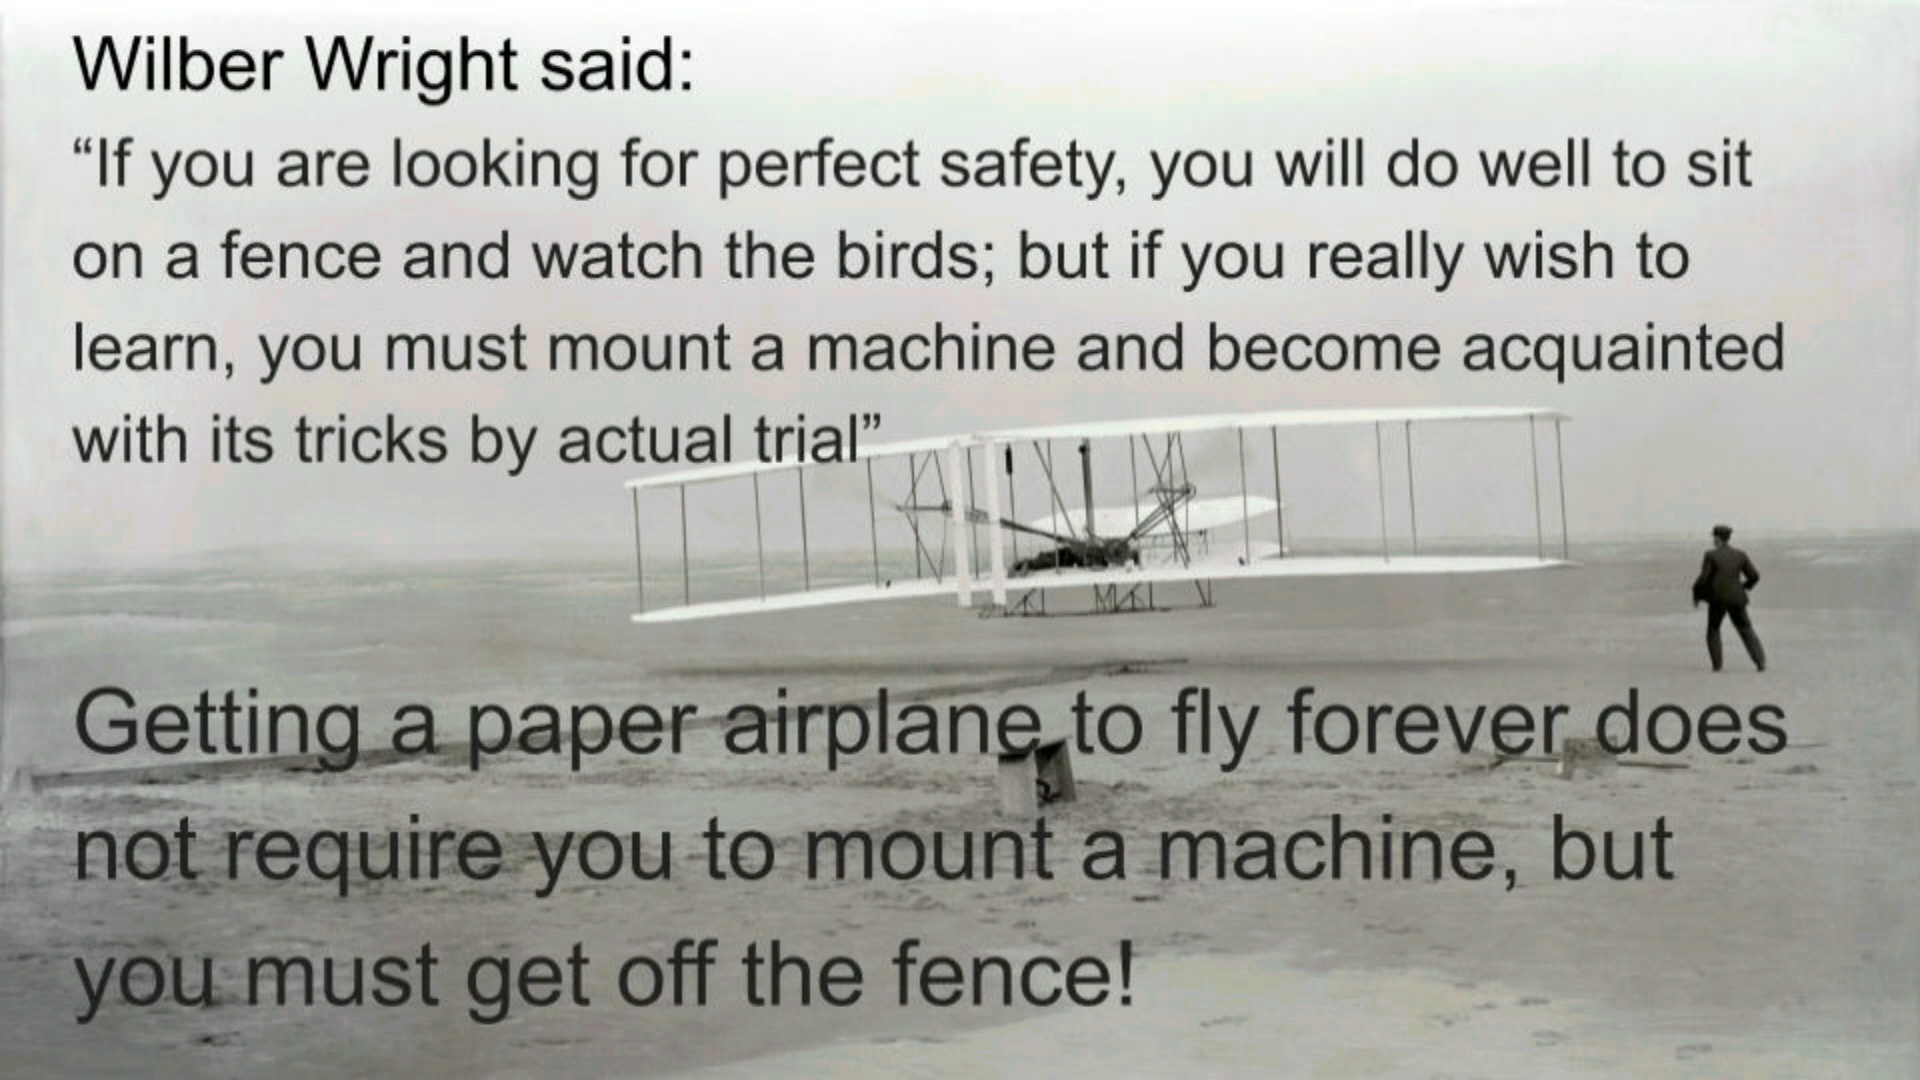 Wilber Wright said:
“If you are looking for perfect safety, you will do well to sit
on a fence and watch the birds; but if you really wish to
learn, you must mount a machine and become acquainted
with its tricks by actual trial”
Getting a paper airplane to fly forever does
not require you to mount a machine, but
you must get off the fence!